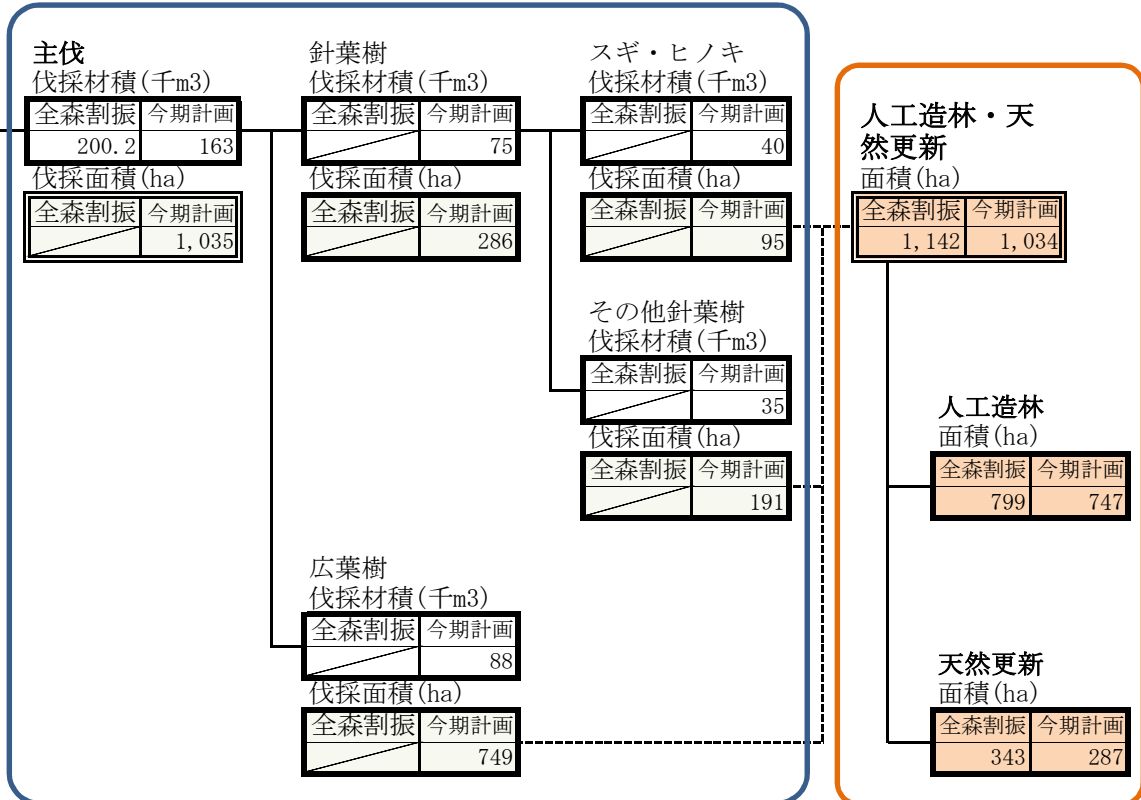 主伐
伐採材積(千m3)
全森割振 今期計画
200.2 163
伐採面積(ha)
全森割振 今期計画
1,035
針葉樹
伐採材積(千m3)
全森割振 今期計画
75
伐採面積(ha)
全森割振 今期計画
286
スギ・ヒノキ
伐採材積(千m3)
全森割振 今期計画
40
伐採面積(ha)
全森割振 今期計画
95
その他針葉樹
伐採材積(千m3)
全森割振 今期計画
35
伐採面積(ha)
全森割振 今期計画
191
広葉樹
伐採材積(千m3)
全森割振 今期計画
88
伐採面積(ha)
全森割振 今期計画
749
人工造林・天
然更新
面積(ha)
全森割振 今期計画
1,142 1,034
人工造林
面積(ha)
全森割振 今期計画
799 747
天然更新
面積(ha)
全森割振 今期計画
343 287